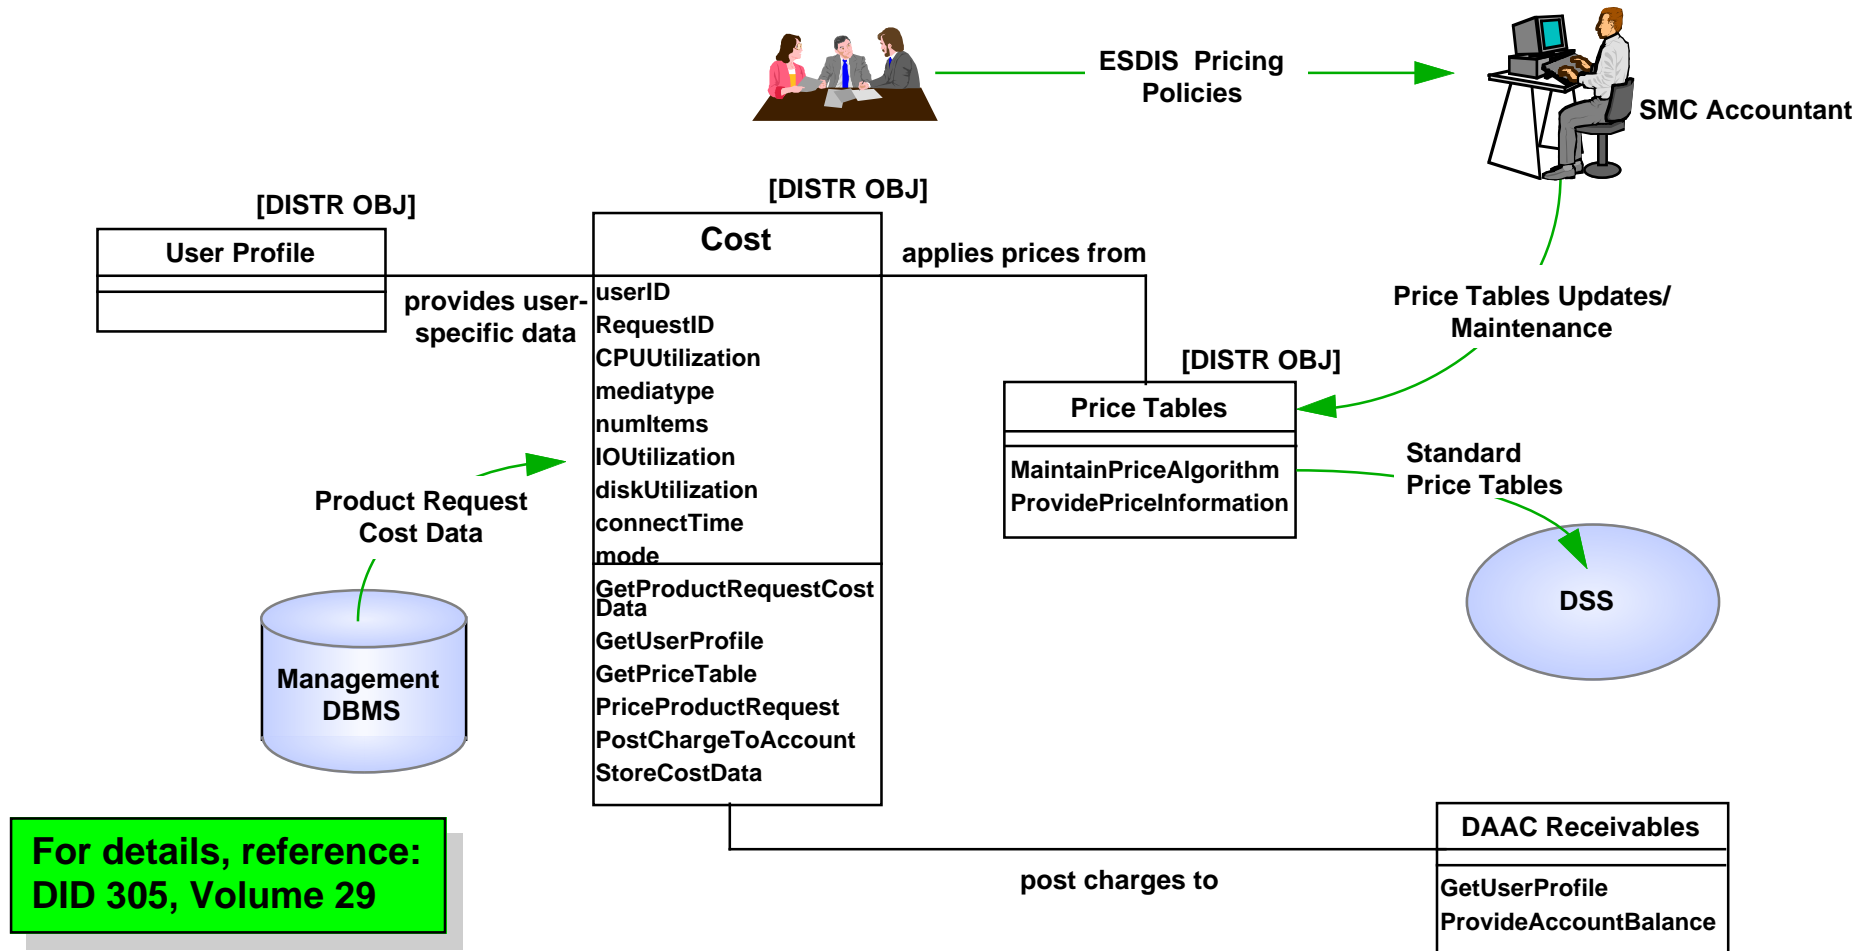 ESDIS Pricing
Policies
SMC Accountant
[DISTR OBJ]
[DISTR OBJ]
User Profile
Cost
applies prices from
provides user-
specific data
userID
RequestID
CPUUtilization
mediatype
numItems
IOUtilization
diskUtilization
connectTime
mode
GetProductRequestCost
Data
GetUserProfile
GetPriceTable
PriceProductRequest
PostChargeToAccount
StoreCostData
Price Tables Updates/
Maintenance
[DISTR OBJ]
Price Tables
MaintainPriceAlgorithm
ProvidePriceInformation
Standard
Price Tables
DSS
Product Request
Cost Data
Management
DBMS
For details, reference:
DID 305, Volume 29
post charges to
DAAC Receivables
GetUserProfile
ProvideAccountBalance